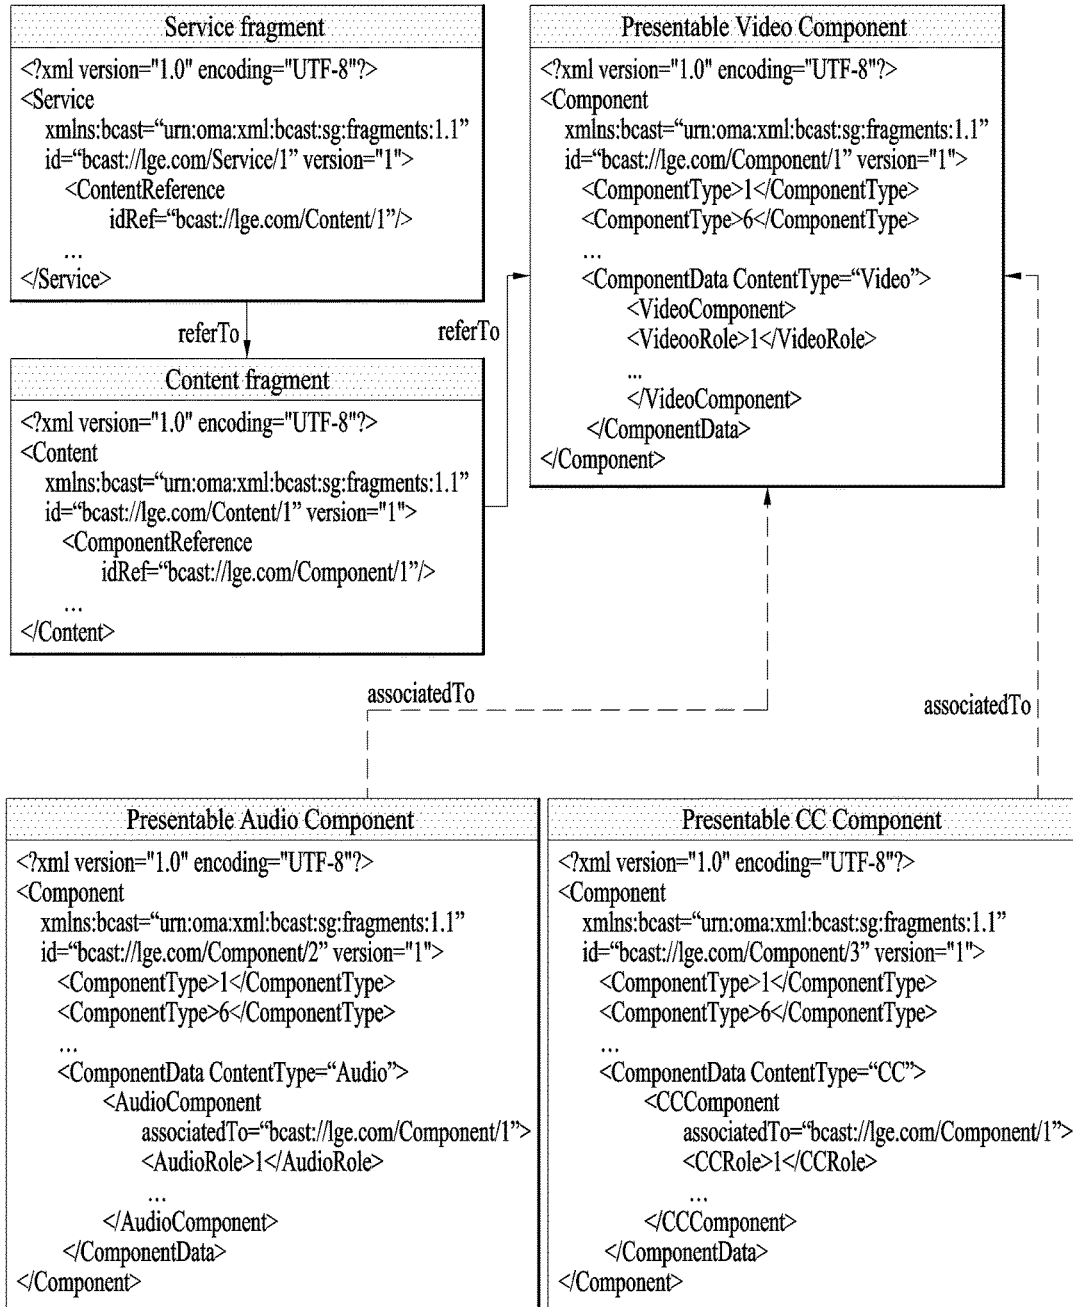 Service fragment
<?xml version="1.0" encoding="UTF-8"?>
<Service
xmlns:bcast=“urn:oma:xml:bcast:sg:fragments:1.1”
id=“bcast://lge.com/Service/1” version="1">
<ContentReference
idRef=“bcast://lge.com/Content/1”/>
...
</Service>
referTo
Content fragment
<?xml version="1.0" encoding="UTF-8"?>
<Content
xmlns:bcast=“urn:oma:xml:bcast:sg:fragments:1.1”
id=“bcast://lge.com/Content/1” version="1">
<ComponentReference
idRef=“bcast://lge.com/Component/1”/>
...
</Content>
referTo
Presentable Video Component
<?xml version="1.0" encoding="UTF-8"?>
<Component
xmlns:bcast=“urn:oma:xml:bcast:sg:fragments:1.1”
id=“bcast://lge.com/Component/1” version="1">
<ComponentType>1</ComponentType>
<ComponentType>6</ComponentType>
...
<ComponentData ContentType=“Video”>
<VideoComponent>
<VideooRole>1</VideoRole>
...
</VideoComponent>
</ComponentData>
</Component>
associatedTo
associatedTo
Presentable Audio Component
<?xml version="1.0" encoding="UTF-8"?>
<Component
xmlns:bcast=“urn:oma:xml:bcast:sg:fragments:1.1”
id=“bcast://lge.com/Component/2” version="1">
<ComponentType>1</ComponentType>
<ComponentType>6</ComponentType>
...
<ComponentData ContentType=“Audio”>
<AudioComponent
associatedTo=“bcast://lge.com/Component/1”>
<AudioRole>1</AudioRole>
...
</AudioComponent>
</ComponentData>
</Component>
Presentable CC Component
<?xml version="1.0" encoding="UTF-8"?>
<Component
xmlns:bcast=“urn:oma:xml:bcast:sg:fragments:1.1”
id=“bcast://lge.com/Component/3” version="1">
<ComponentType>1</ComponentType>
<ComponentType>6</ComponentType>
...
<ComponentData ContentType=“CC”>
<CCComponent
associatedTo=“bcast://lge.com/Component/1”>
<CCRole>1</CCRole>
...
</CCComponent>
</ComponentData>
</Component>